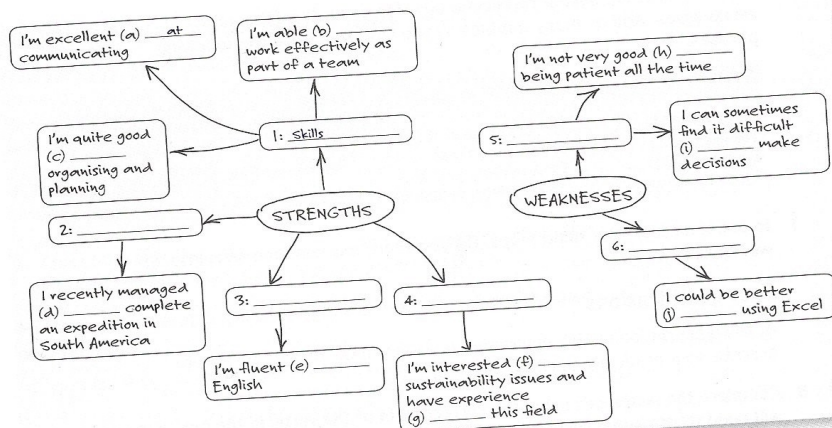 I'm excellent (a) __at__
communicating
I'm able (b) ______
work effectively as
part of a team
I'm quite good
(c) ______
organising and
planning
1: Skills
2: ______
STRENGTHS
I recently managed
(d) ______ complete
an expedition in
South America
3: ______
I'm fluent (e) ______
English
4: ______
I'm interested (f) ______
sustainability issues and
have experience
(g) ______ this field
I'm not very good (h) ______
being patient all the time
5: ______
I can sometimes
find it difficult
(i) ______ make
decisions
WEAKNESSES
6: ______
I could be better
(j) ______ using Excel